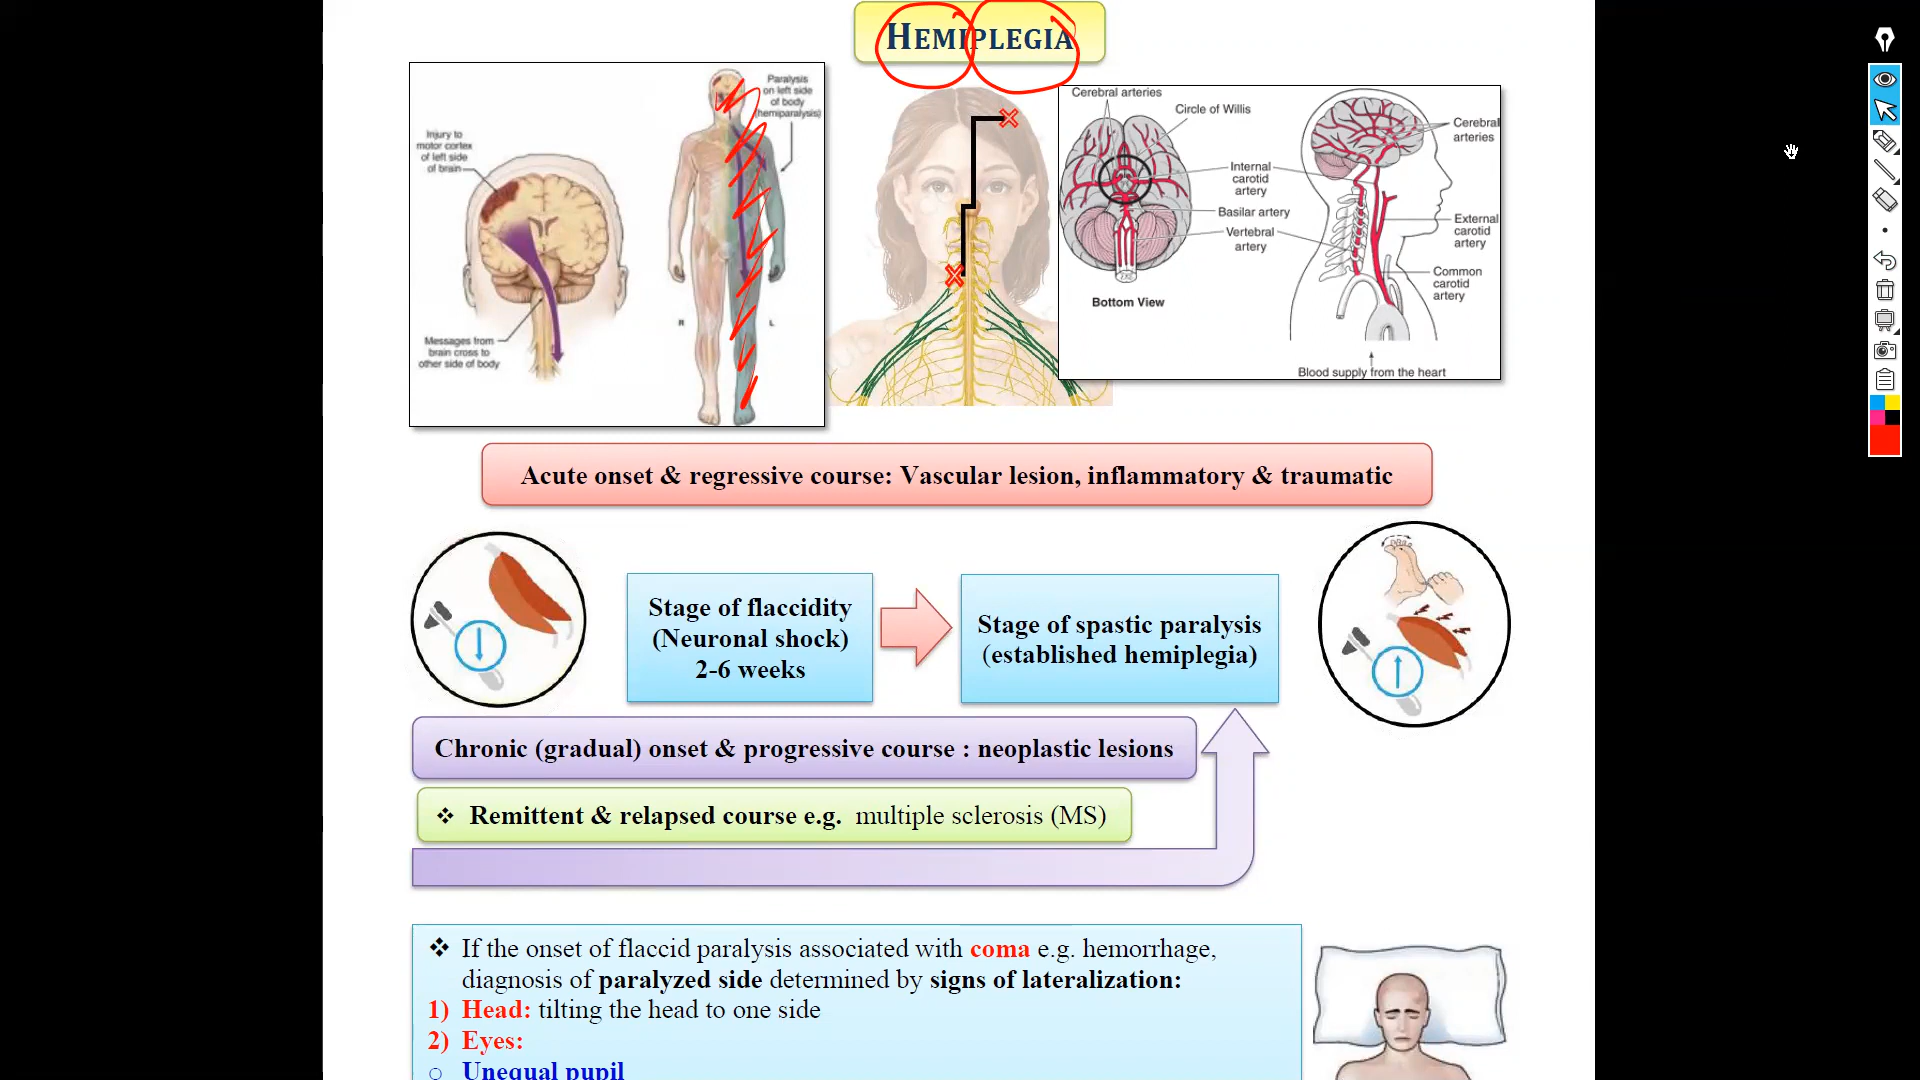 HEMIPLEGIA
Injury to
motor cortex
of left side
of brain
Messages from
brain cross to
other side of body
Paralysis
on left side
of body
(hemiparalysis)
R
L
Cerebral arteries
Circle of Willis
Internal
carotid
artery
Basilar artery
Vertebral
artery
Bottom View
Cerebral
arteries
External
carotid
artery
Common
carotid
artery
Blood supply from the heart
Acute onset & regressive course: Vascular lesion, inflammatory & traumatic
Stage of flaccidity
(Neuronal shock)
2-6 weeks
Stage of spastic paralysis
(established hemiplegia)
Chronic (gradual) onset & progressive course : neoplastic lesions
❖ Remittent & relapsed course e.g. multiple sclerosis (MS)
❖ If the onset of flaccid paralysis associated with coma e.g. hemorrhage,
diagnosis of paralyzed side determined by signs of lateralization:
1) Head: tilting the head to one side
2) Eyes:
○ Unequal pupil